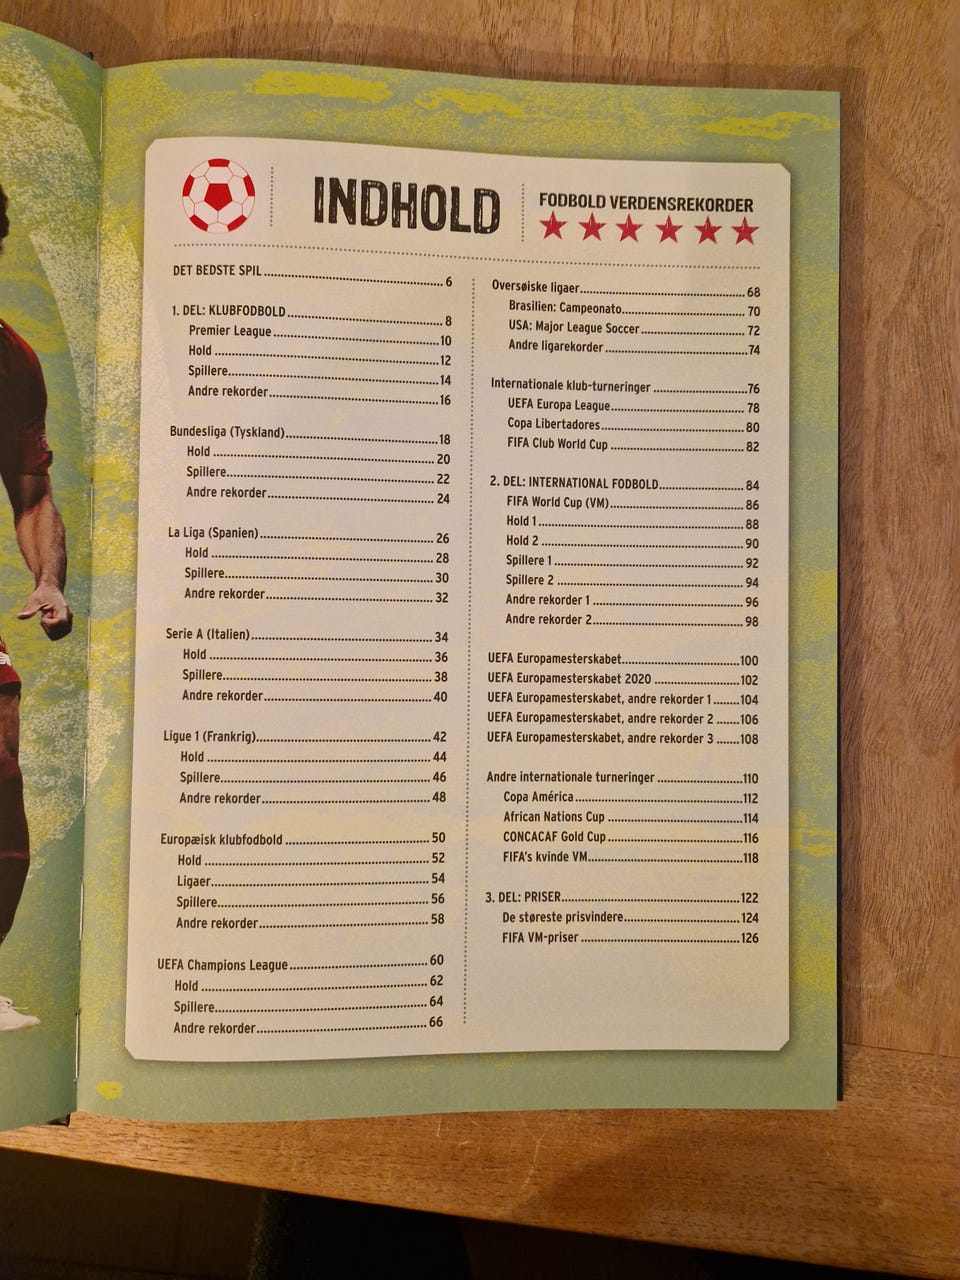 INDHOLD
FODBOLD VERDENSREKORDER
DET BEDSTE SPIL 6
1. DEL: KLUBFODBOLD 8
Premier League 10
Hold 12
Spillere 14
Andre rekorder 16
Bundesliga (Tyskland) 18
Hold 20
Spillere 22
Andre rekorder 24
La Liga (Spanien) 26
Hold 28
Spillere 30
Andre rekorder 32
Serie A (Italien) 34
Hold 36
Spillere 38
Andre rekorder 40
Ligue 1 (Frankrig) 42
Hold 44
Spillere 46
Andre rekorder 48
Europæisk klubfodbold 50
Hold 52
Ligaer 54
Spillere 56
Andre rekorder 58
UEFA Champions League 60
Hold 62
Spillere 64
Andre rekorder 66
Oversøiske ligaer 68
Brasilien: Campeonato 70
USA: Major League Soccer 72
Andre ligarekorder 74
Internationale klub-turneringer 76
UEFA Europa League 78
Copa Libertadores 80
FIFA Club World Cup 82
2. DEL: INTERNATIONAL FODBOLD 84
FIFA World Cup (VM) 86
Hold 1 88
Hold 2 90
Spillere 1 92
Spillere 2 94
Andre rekorder 1 96
Andre rekorder 2 98
UEFA Europamesterskabet 100
UEFA Europamesterskabet 2020 102
UEFA Europamesterskabet, andre rekorder 1 104
UEFA Europamesterskabet, andre rekorder 2 106
UEFA Europamesterskabet, andre rekorder 3 108
Andre internationale turneringer 110
Copa América 112
African Nations Cup 114
CONCACAF Gold Cup 116
FIFA's kvinde VM 118
3. DEL: PRISER 122
De største prisvindere 124
FIFA VM-priser 126